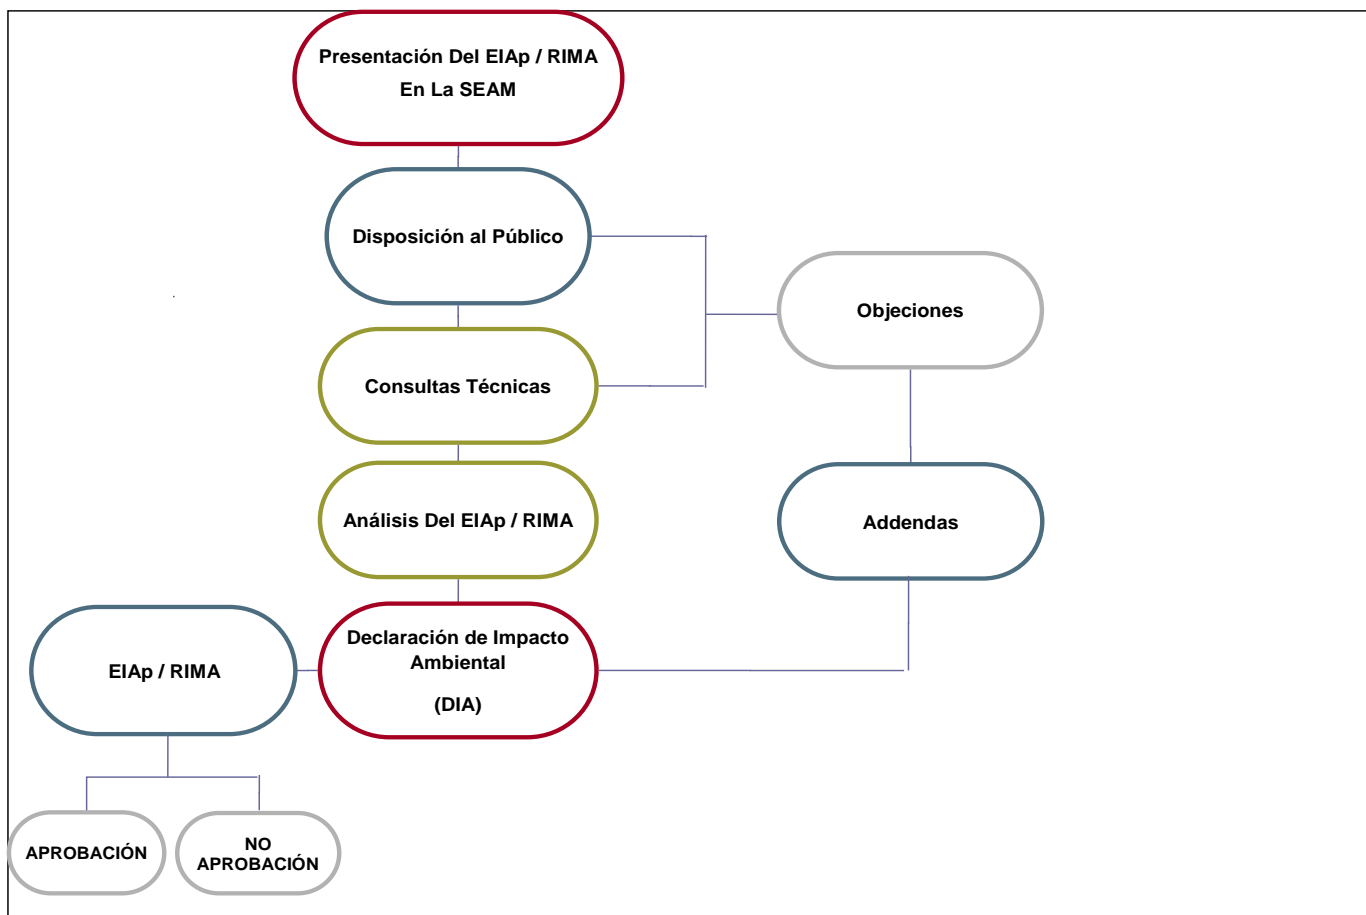 Presentación Del EIAp / RIMA
En La SEAM
Disposición al Público
Objeciones
Consultas Técnicas
Análisis Del EIAp / RIMA
Addendas
Declaración de Impacto
Ambiental
(DIA)
EIAp / RIMA
APROBACIÓN
NO
APROBACIÓN